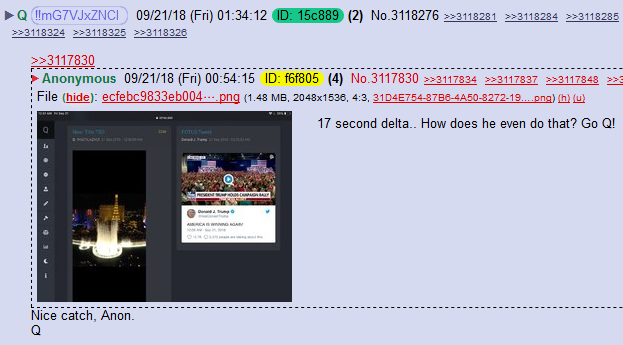 Q !!mG7VJxZNCI 09/21/18 (Fri) 01:34:12 ID: 15c889 (2) No.3118276 >>3118281 >>3118284 >>3118285
>>3118324 >>3118325 >>3118326
>>3117830
Anonymous 09/21/18 (Fri) 00:54:15 ID: f6f805 (4) No.3117830 >>3117834 >>3117837 >>3117848 >>3
File (hide): ecfebc9833eb004⋯.png (1.48 MB, 2048x1536, 4:3, 31D4E754-87B6-4A50-8272-19….png) (h) (u)
17 second delta.. How does he even do that? Go Q!
Q
POTUS Tweet
Donald J. Trump
PRESIDENT TRUMP HOLDS CAMPAIGN RALLY
Donald J. Trump
@realDonaldTrump
AMERICA IS WINNING AGAIN!
Nice catch, Anon.
Q